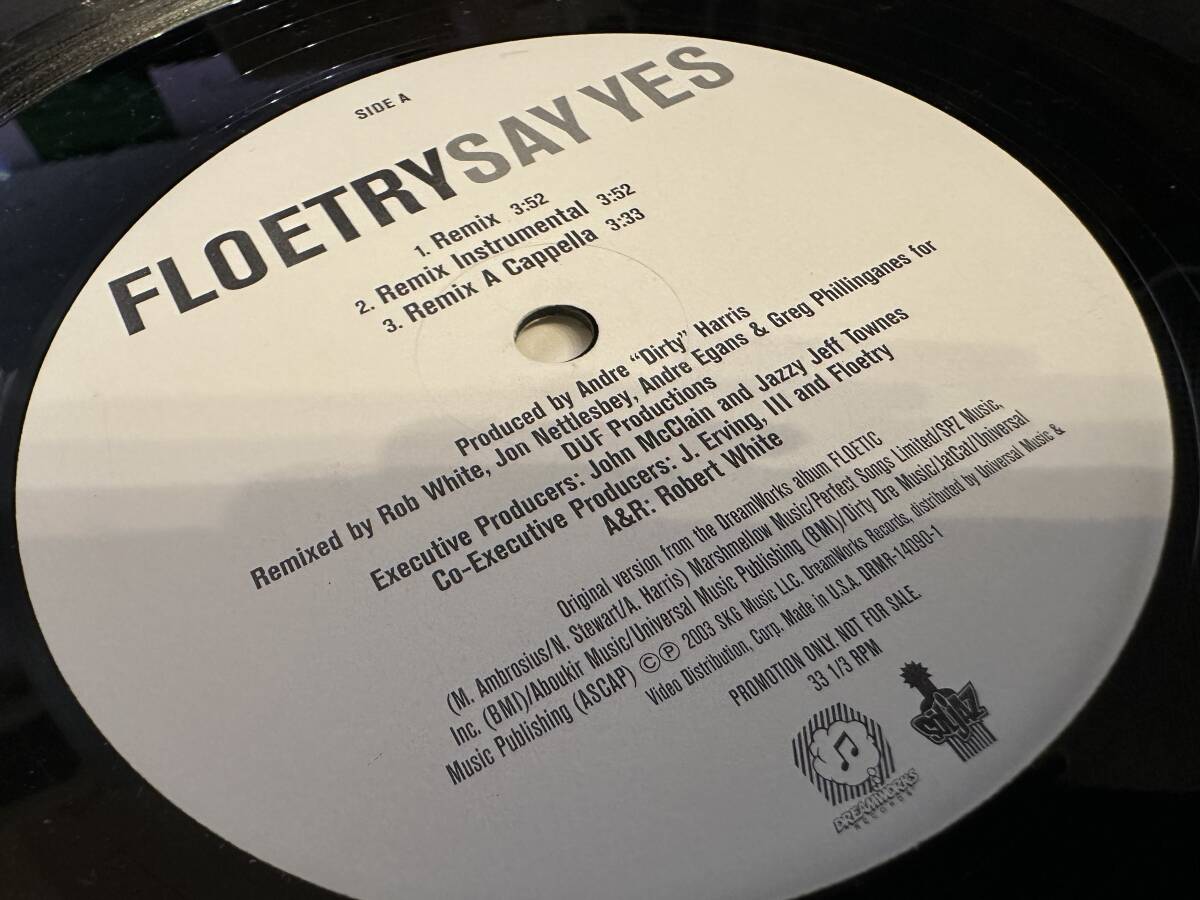 SIDE A
FLOETRYSAY YES
1. Remix 3:52
2. Remix Instrumental 3:52
3. Remix A Cappella 3:33
Produced by Andre "Dirty" Harris
Remixed by Rob White, Jon Nettlesbey, Andre Egans & Greg Phillinganes for
DUF Productions
Executive Producers: John McClain and Jazzy Jeff Townes
Co-Executive Producers: J. Erving, III and Floetry
A&R: Robert White
Original version from the DreamWorks album FLOETIC
(M. Ambrosius/N. Stewart/A. Harris) Marshmellow Music/Perfect Songs Limited/SPZ Music,
Inc. (BMI)/Aboukir Music/Universal Music Publishing (BMI)/Dirty Dre Music/JatCat/Universal
Music Publishing (ASCAP) ©℗ 2003 SKG Music LLC. DreamWorks Records, distributed by Universal Music &
Video Distribution, Corp. Made in U.S.A. DRMR-14090-1
PROMOTION ONLY. NOT FOR SALE.
33 1/3 RPM
DREAMWORKS
RECORDS